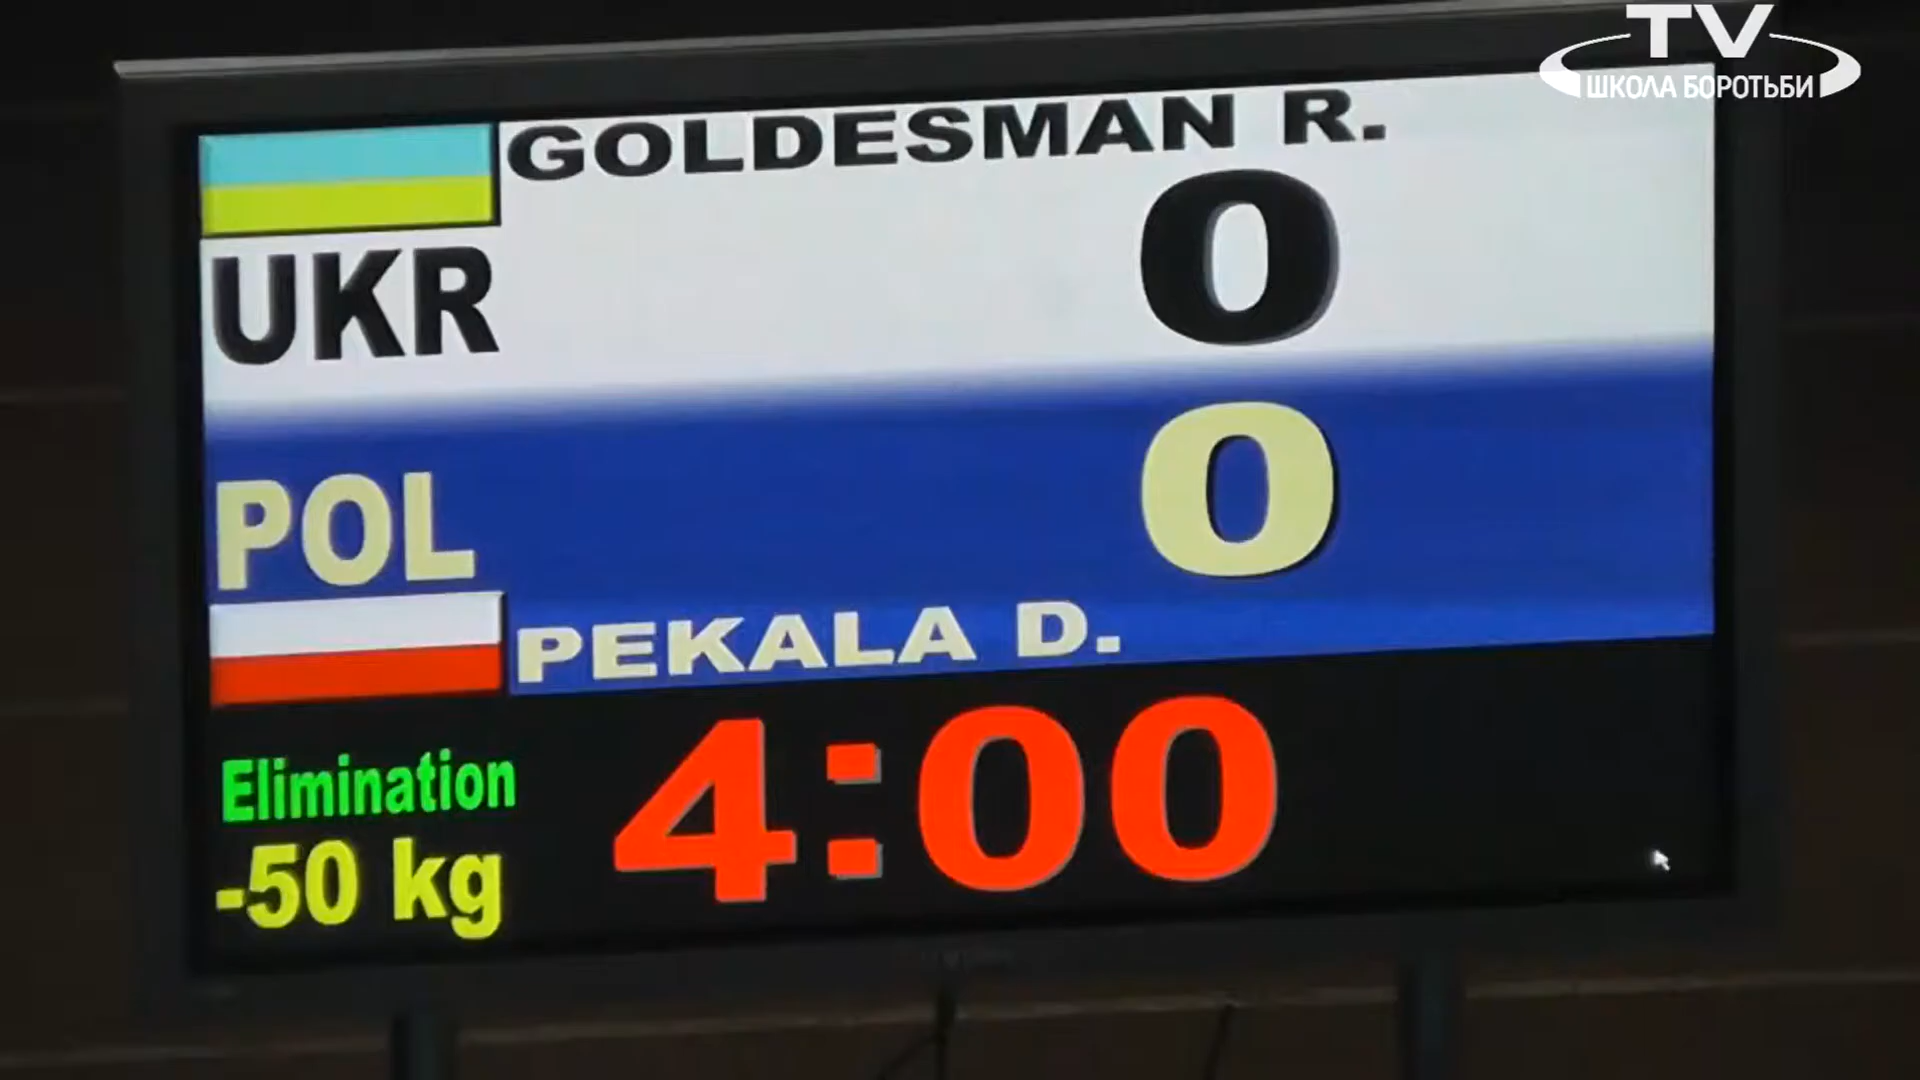 TV
ШКОЛА БОРОТЬБИ
GOLDESMAN R.
UKR 0
POL 0
PEKALA D.
Elimination
-50 kg
4:00